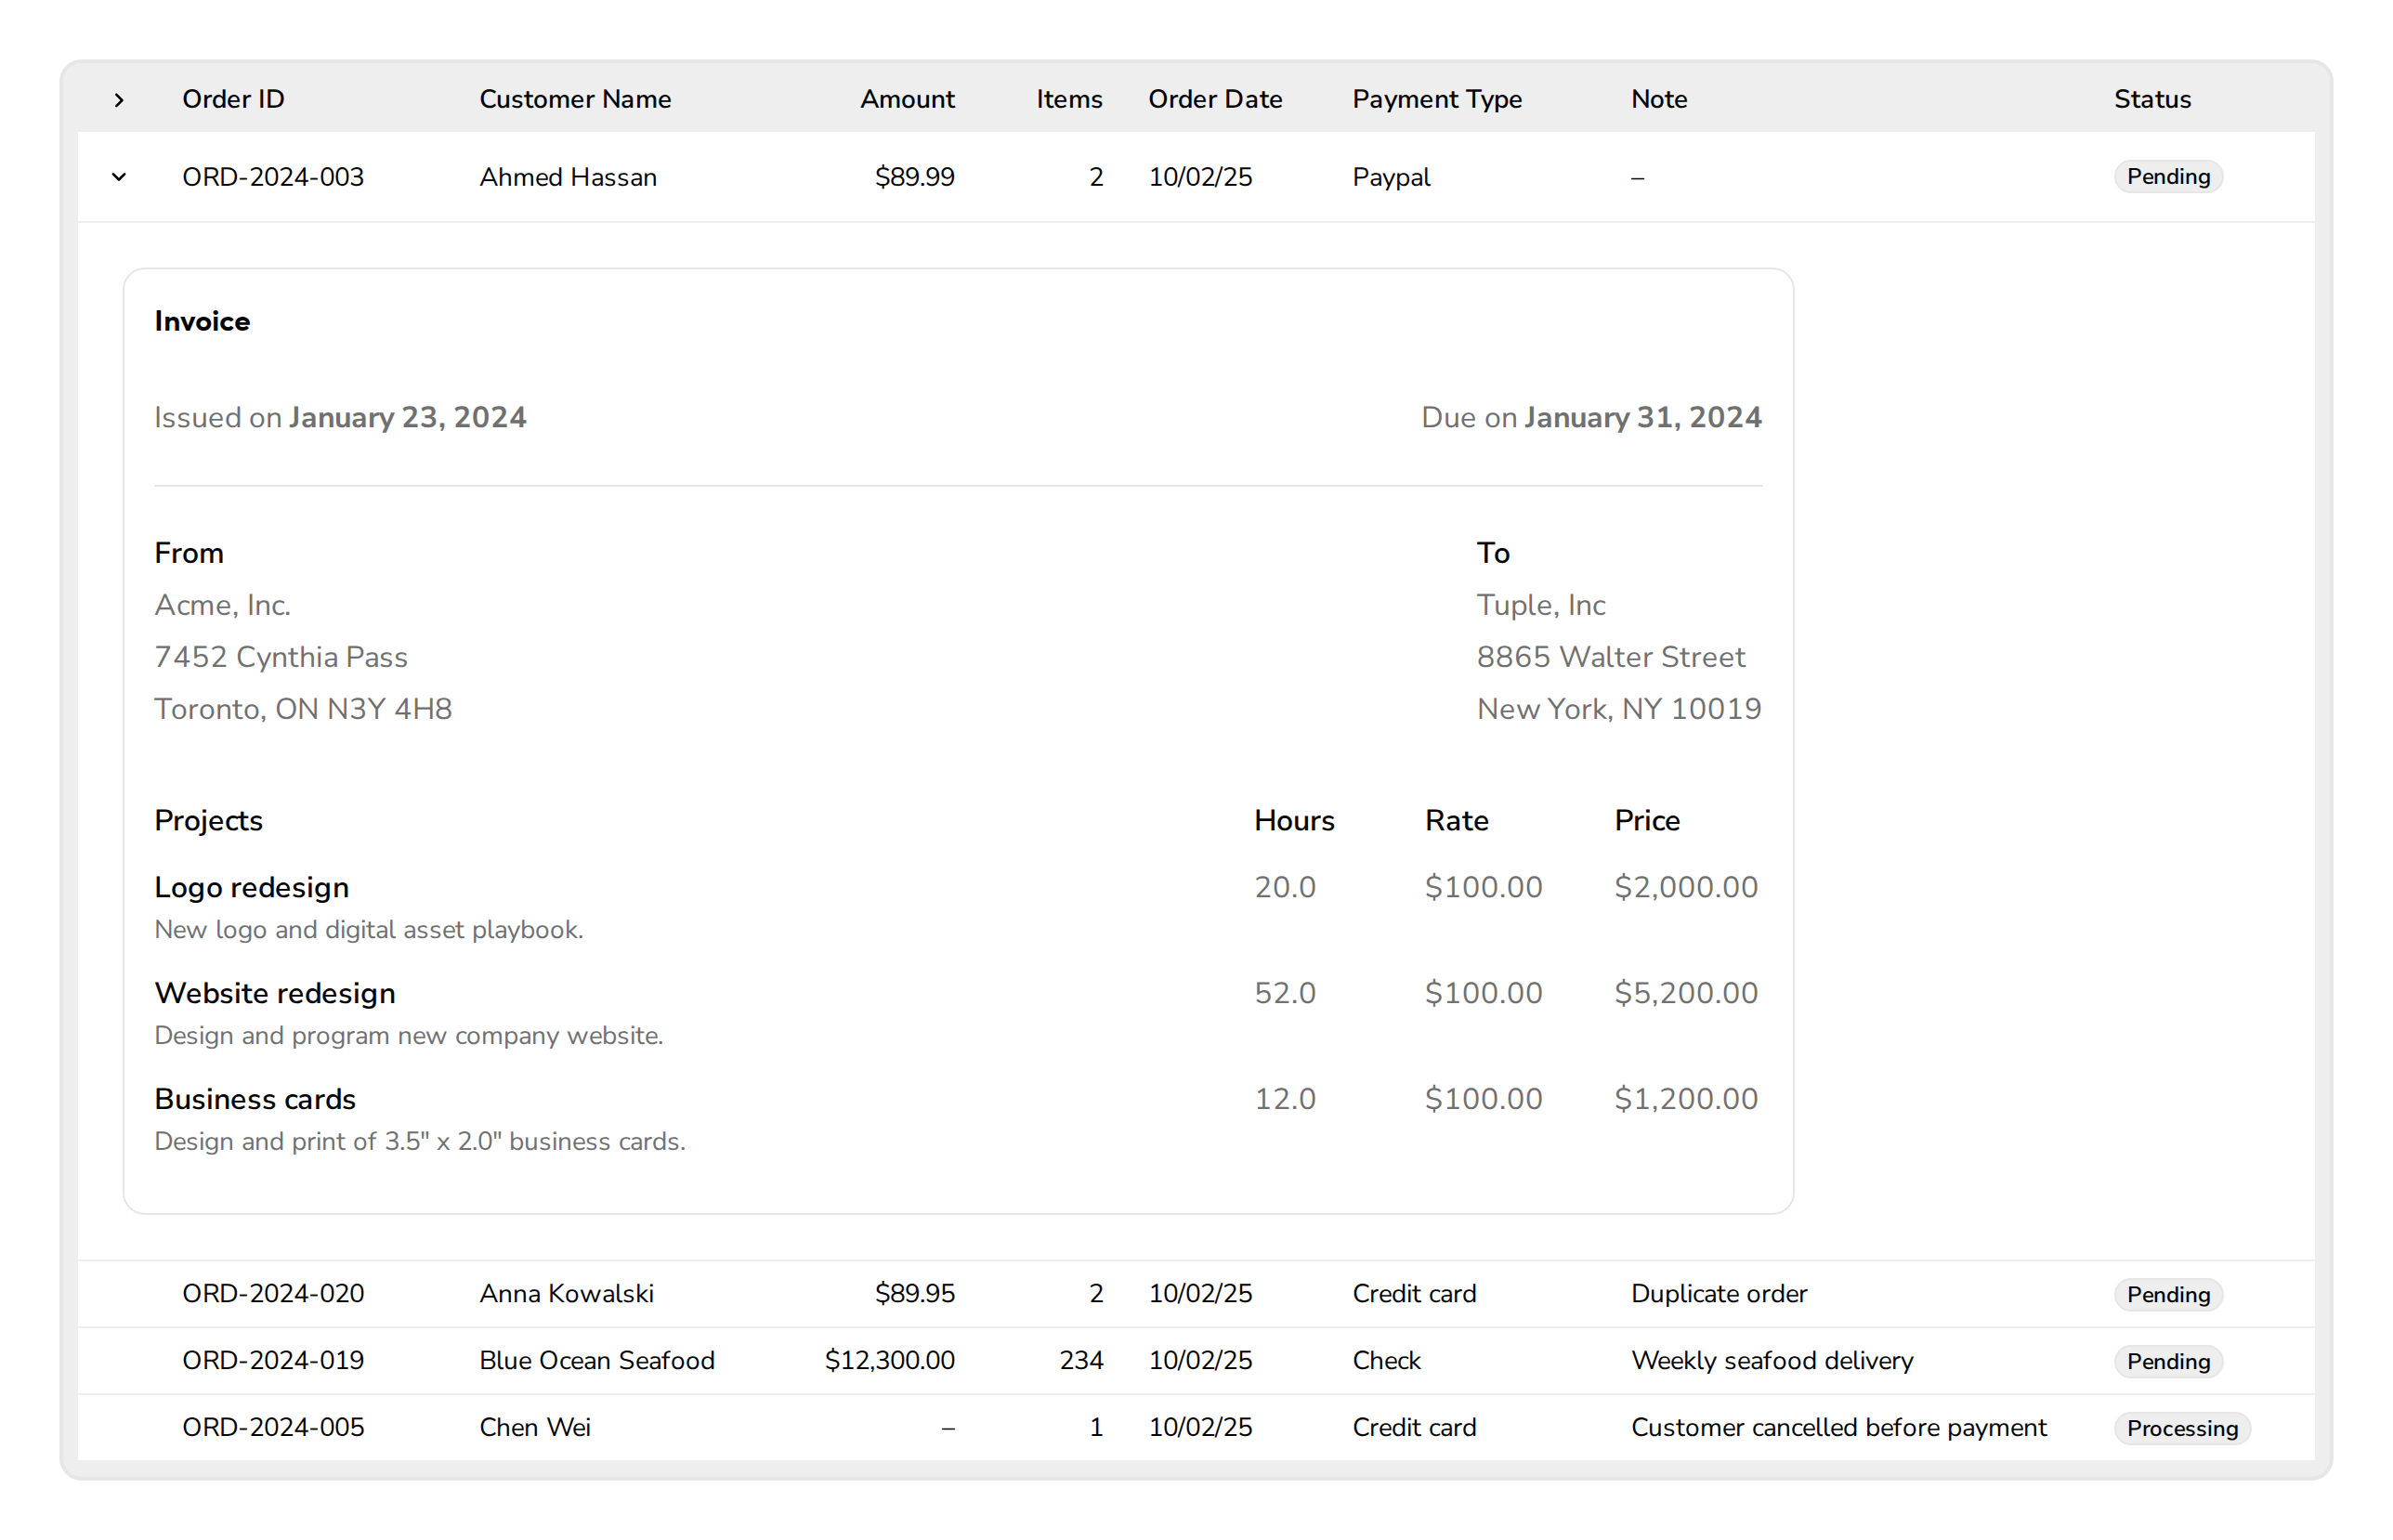 Order ID Customer Name Amount Items Order Date Payment Type Note Status
ORD-2024-003 Ahmed Hassan $89.99 2 10/02/25 Paypal – Pending
Invoice
Issued on January 23, 2024 Due on January 31, 2024
From To
Acme, Inc. Tuple, Inc
7452 Cynthia Pass 8865 Walter Street
Toronto, ON N3Y 4H8 New York, NY 10019
Projects Hours Rate Price
Logo redesign 20.0 $100.00 $2,000.00
New logo and digital asset playbook.
Website redesign 52.0 $100.00 $5,200.00
Design and program new company website.
Business cards 12.0 $100.00 $1,200.00
Design and print of 3.5" x 2.0" business cards.
ORD-2024-020 Anna Kowalski $89.95 2 10/02/25 Credit card Duplicate order Pending
ORD-2024-019 Blue Ocean Seafood $12,300.00 234 10/02/25 Check Weekly seafood delivery Pending
ORD-2024-005 Chen Wei – 1 10/02/25 Credit card Customer cancelled before payment Processing